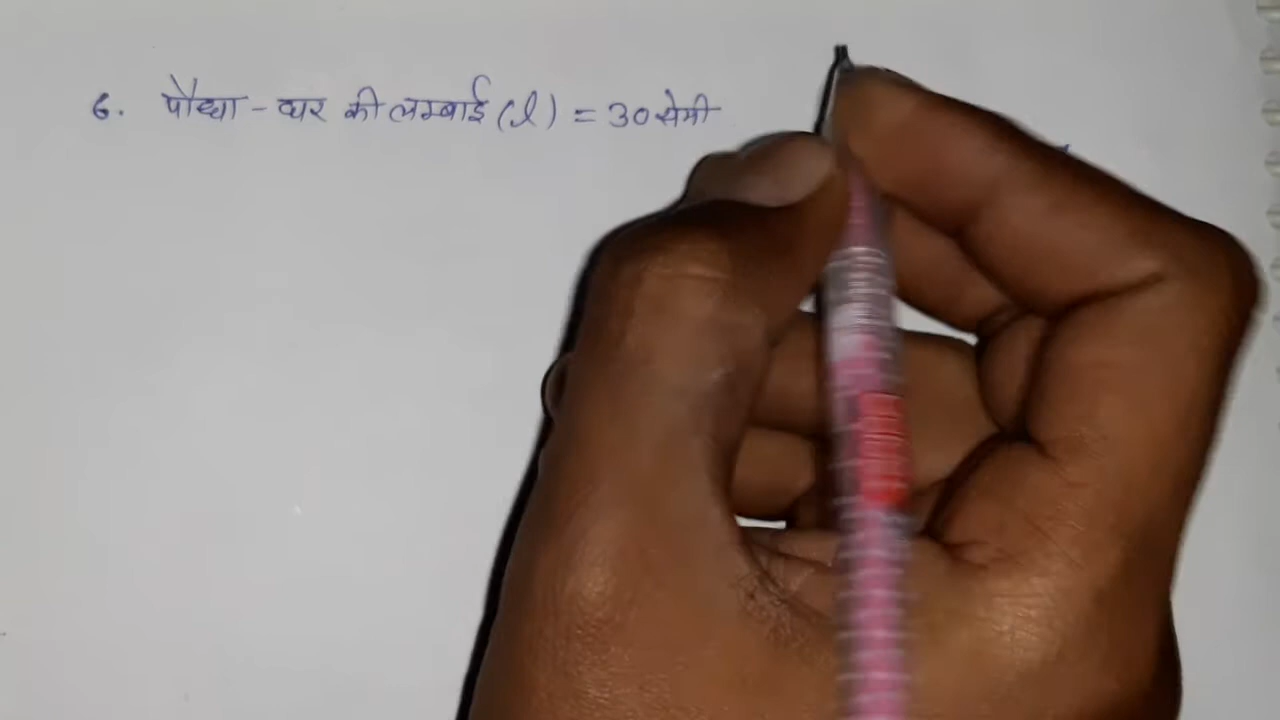 6. पौधा - घर की लम्बाई (l) = 30 सेमी